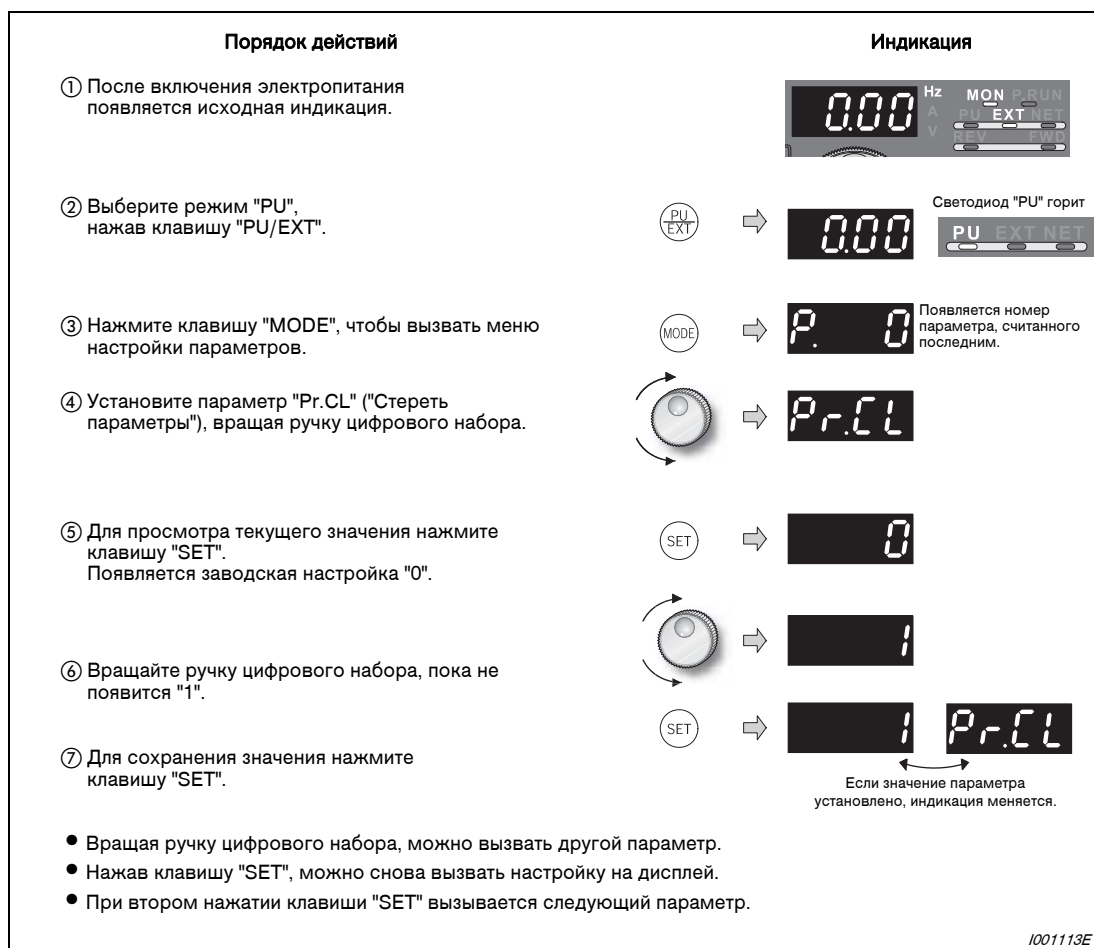 Порядок действий
Индикация
① После включения электропитания
появляется исходная индикация.
0.00 Hz MON P.RUN
A PU EXT NET
V REV FWD
② Выберите режим "PU",
нажав клавишу "PU/EXT".
PU
EXT
0.00
Светодиод "PU" горит
PU EXT NET
③ Нажмите клавишу "MODE", чтобы вызвать меню
настройки параметров.
MODE
P. 0
Появляется номер
параметра, считанного
последним.
④ Установите параметр "Pr.CL" ("Стереть
параметры"), вращая ручку цифрового набора.
Pr.CL
⑤ Для просмотра текущего значения нажмите
клавишу "SET".
Появляется заводская настройка "0".
SET
0
⑥ Вращайте ручку цифрового набора, пока не
появится "1".
1
⑦ Для сохранения значения нажмите
клавишу "SET".
SET
1 Pr.CL
Если значение параметра
установлено, индикация меняется.
● Вращая ручку цифрового набора, можно вызвать другой параметр.
● Нажав клавишу "SET", можно снова вызвать настройку на дисплей.
● При втором нажатии клавиши "SET" вызывается следующий параметр.
I001113E